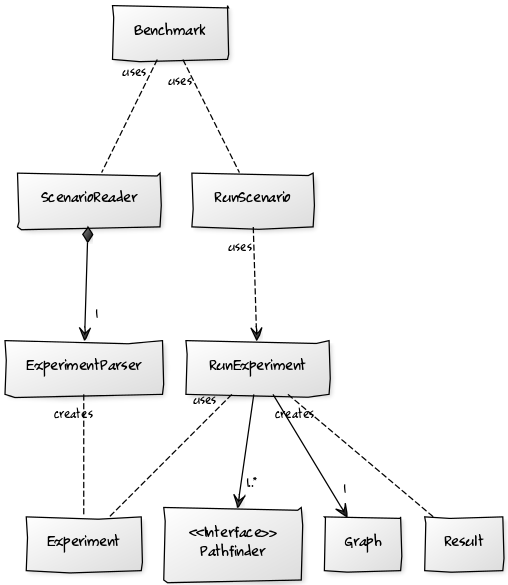 Benchmark
uses
uses
ScenarioReader
RunScenario
uses
1
ExperimentParser
RunExperiment
creates
uses
creates
1..*
1
Experiment
<<Interface>>
Pathfinder
Graph
Result